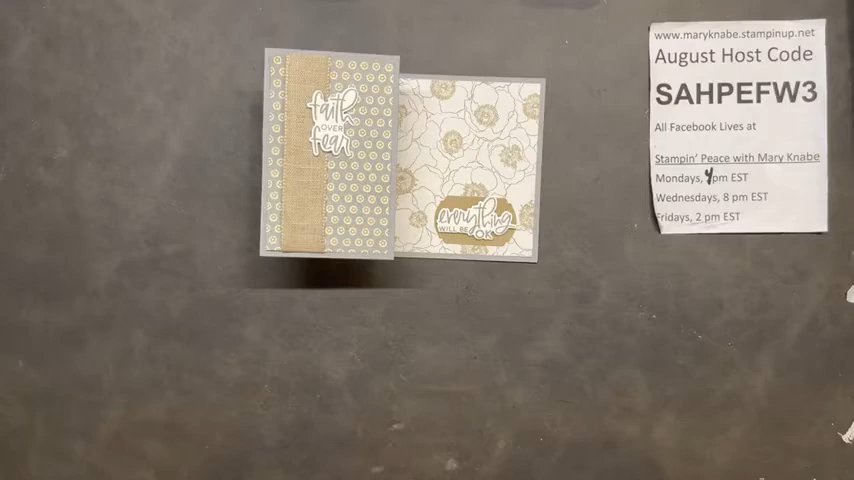 faith
OVER
fear
everything
WILL BE OK
www.maryknabe.stampinup.net
August Host Code
SAHPEFW3
All Facebook Lives at
Stampin' Peace with Mary Knabe
Mondays, 4pm EST
Wednesdays, 8 pm EST
Fridays, 2 pm EST